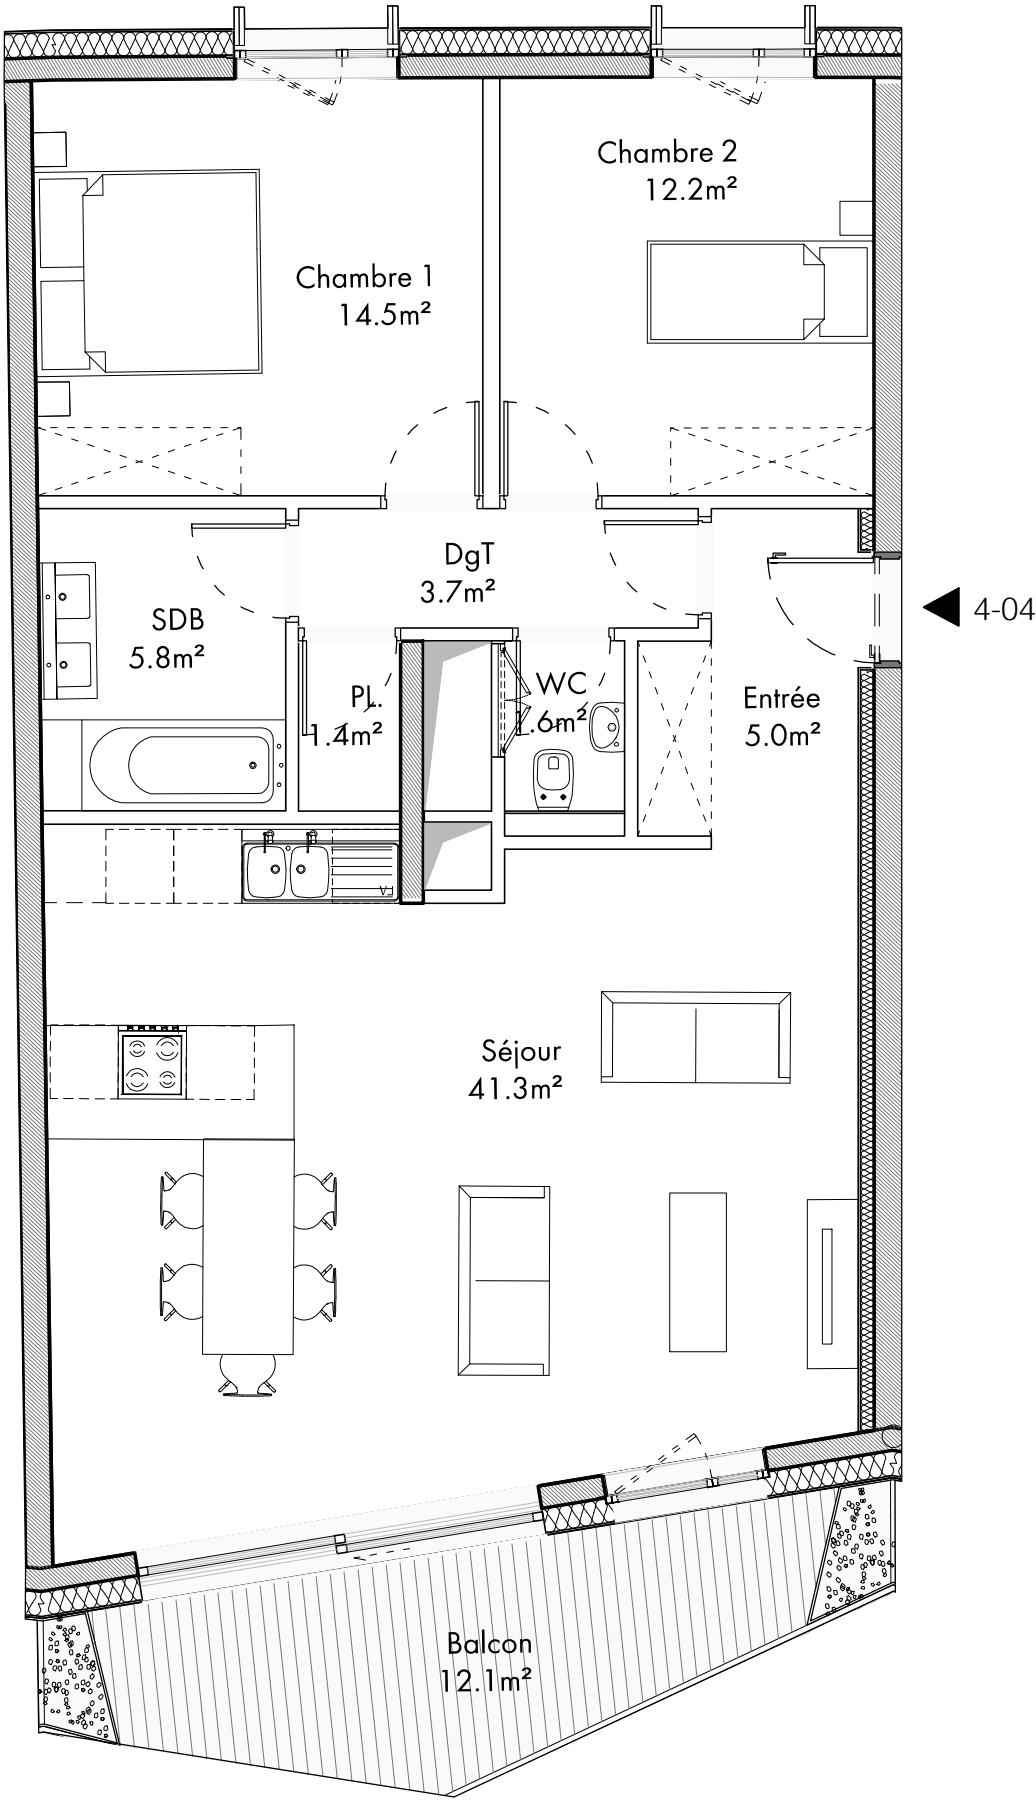 Chambre 2
12.2m²
Chambre 1
14.5m²
DgT
3.7m²
4-04
SDB
5.8m²
PL.
1.4m²
WC
.6m²
Entrée
5.0m²
Séjour
41.3m²
Balcon
12.1m²